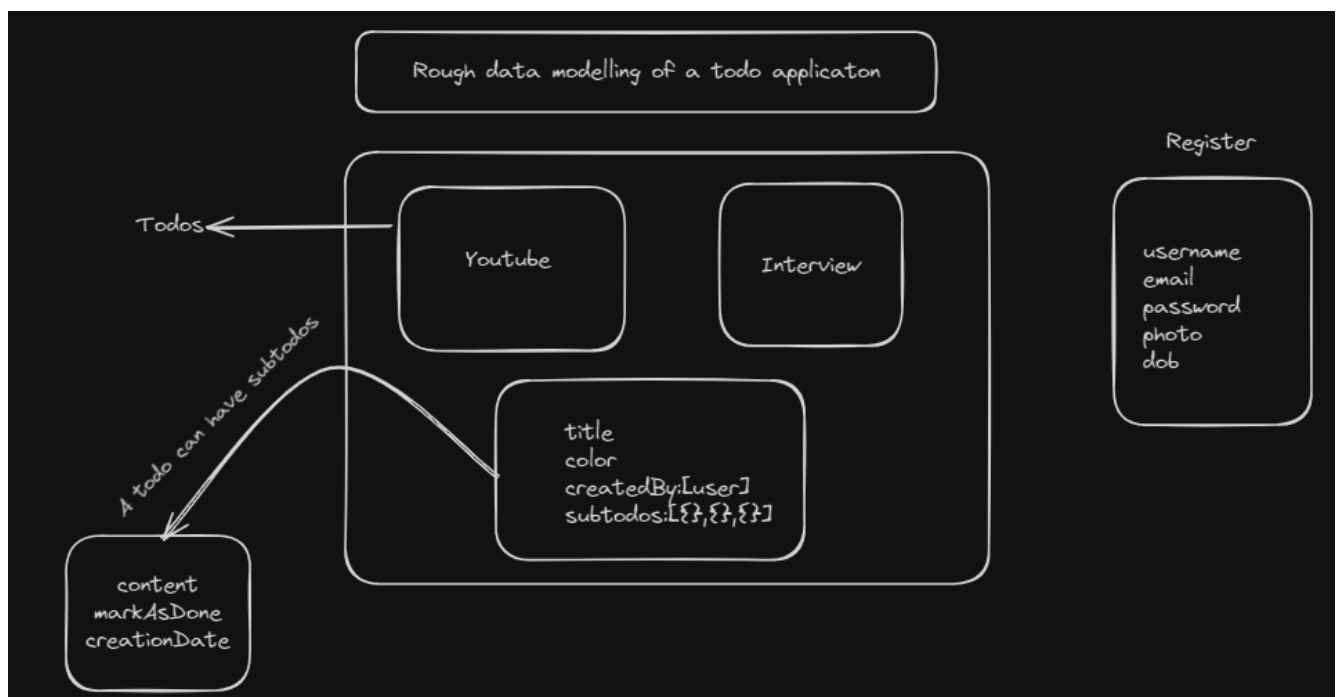 Rough data modelling of a todo applicaton
Register
Todos
Youtube
Interview
username
email
password
photo
dob
A todo can have subtodos
title
color
createdBy:[user]
subtodos:[{},{},{}]
content
markAsDone
creationDate